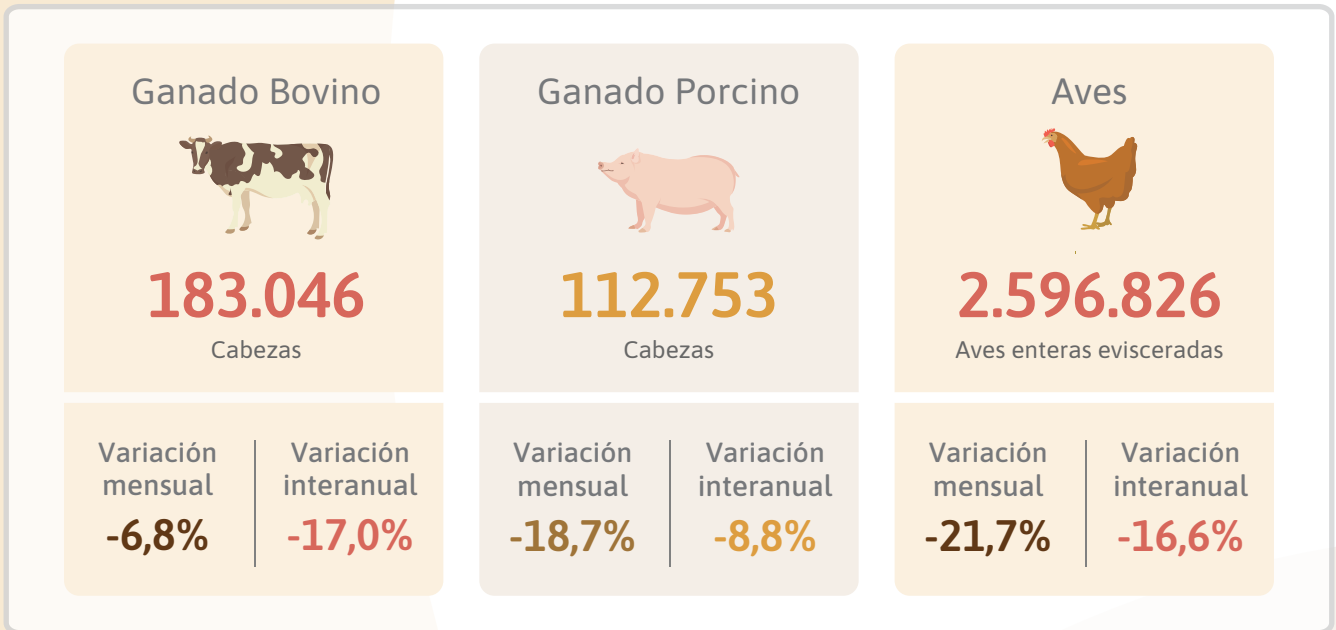 Ganado Bovino
183.046
Cabezas
Variación
mensual
-6,8%
Variación
interanual
-17,0%
Ganado Porcino
112.753
Cabezas
Variación
mensual
-18,7%
Variación
interanual
-8,8%
Aves
2.596.826
Aves enteras evisceradas
Variación
mensual
-21,7%
Variación
interanual
-16,6%